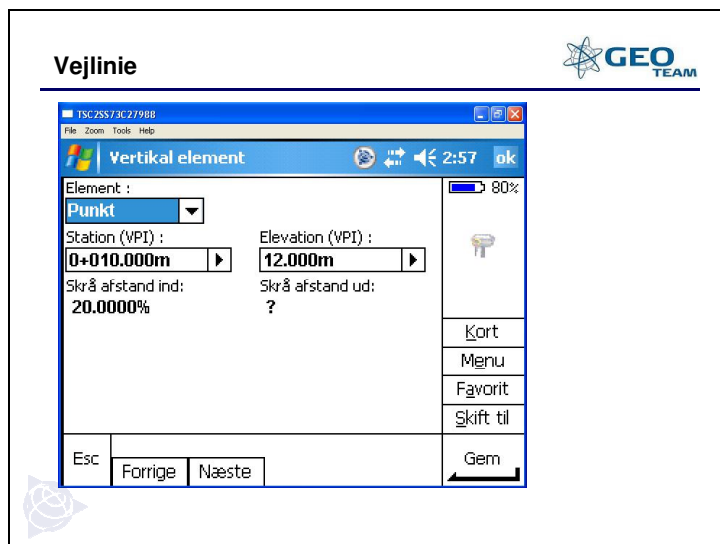 Vejlinie
GEO
TEAM
TSC2SS73C27988
File Zoom Tools Help
Vertikal element 2:57 ok
Element :
80%
Punkt
Station (VPI) : Elevation (VPI) :
0+010.000m 12.000m
Skrå afstand ind: Skrå afstand ud:
20.0000% ?
Kort
Menu
Favorit
Skift til
Esc Forrige Næste Gem